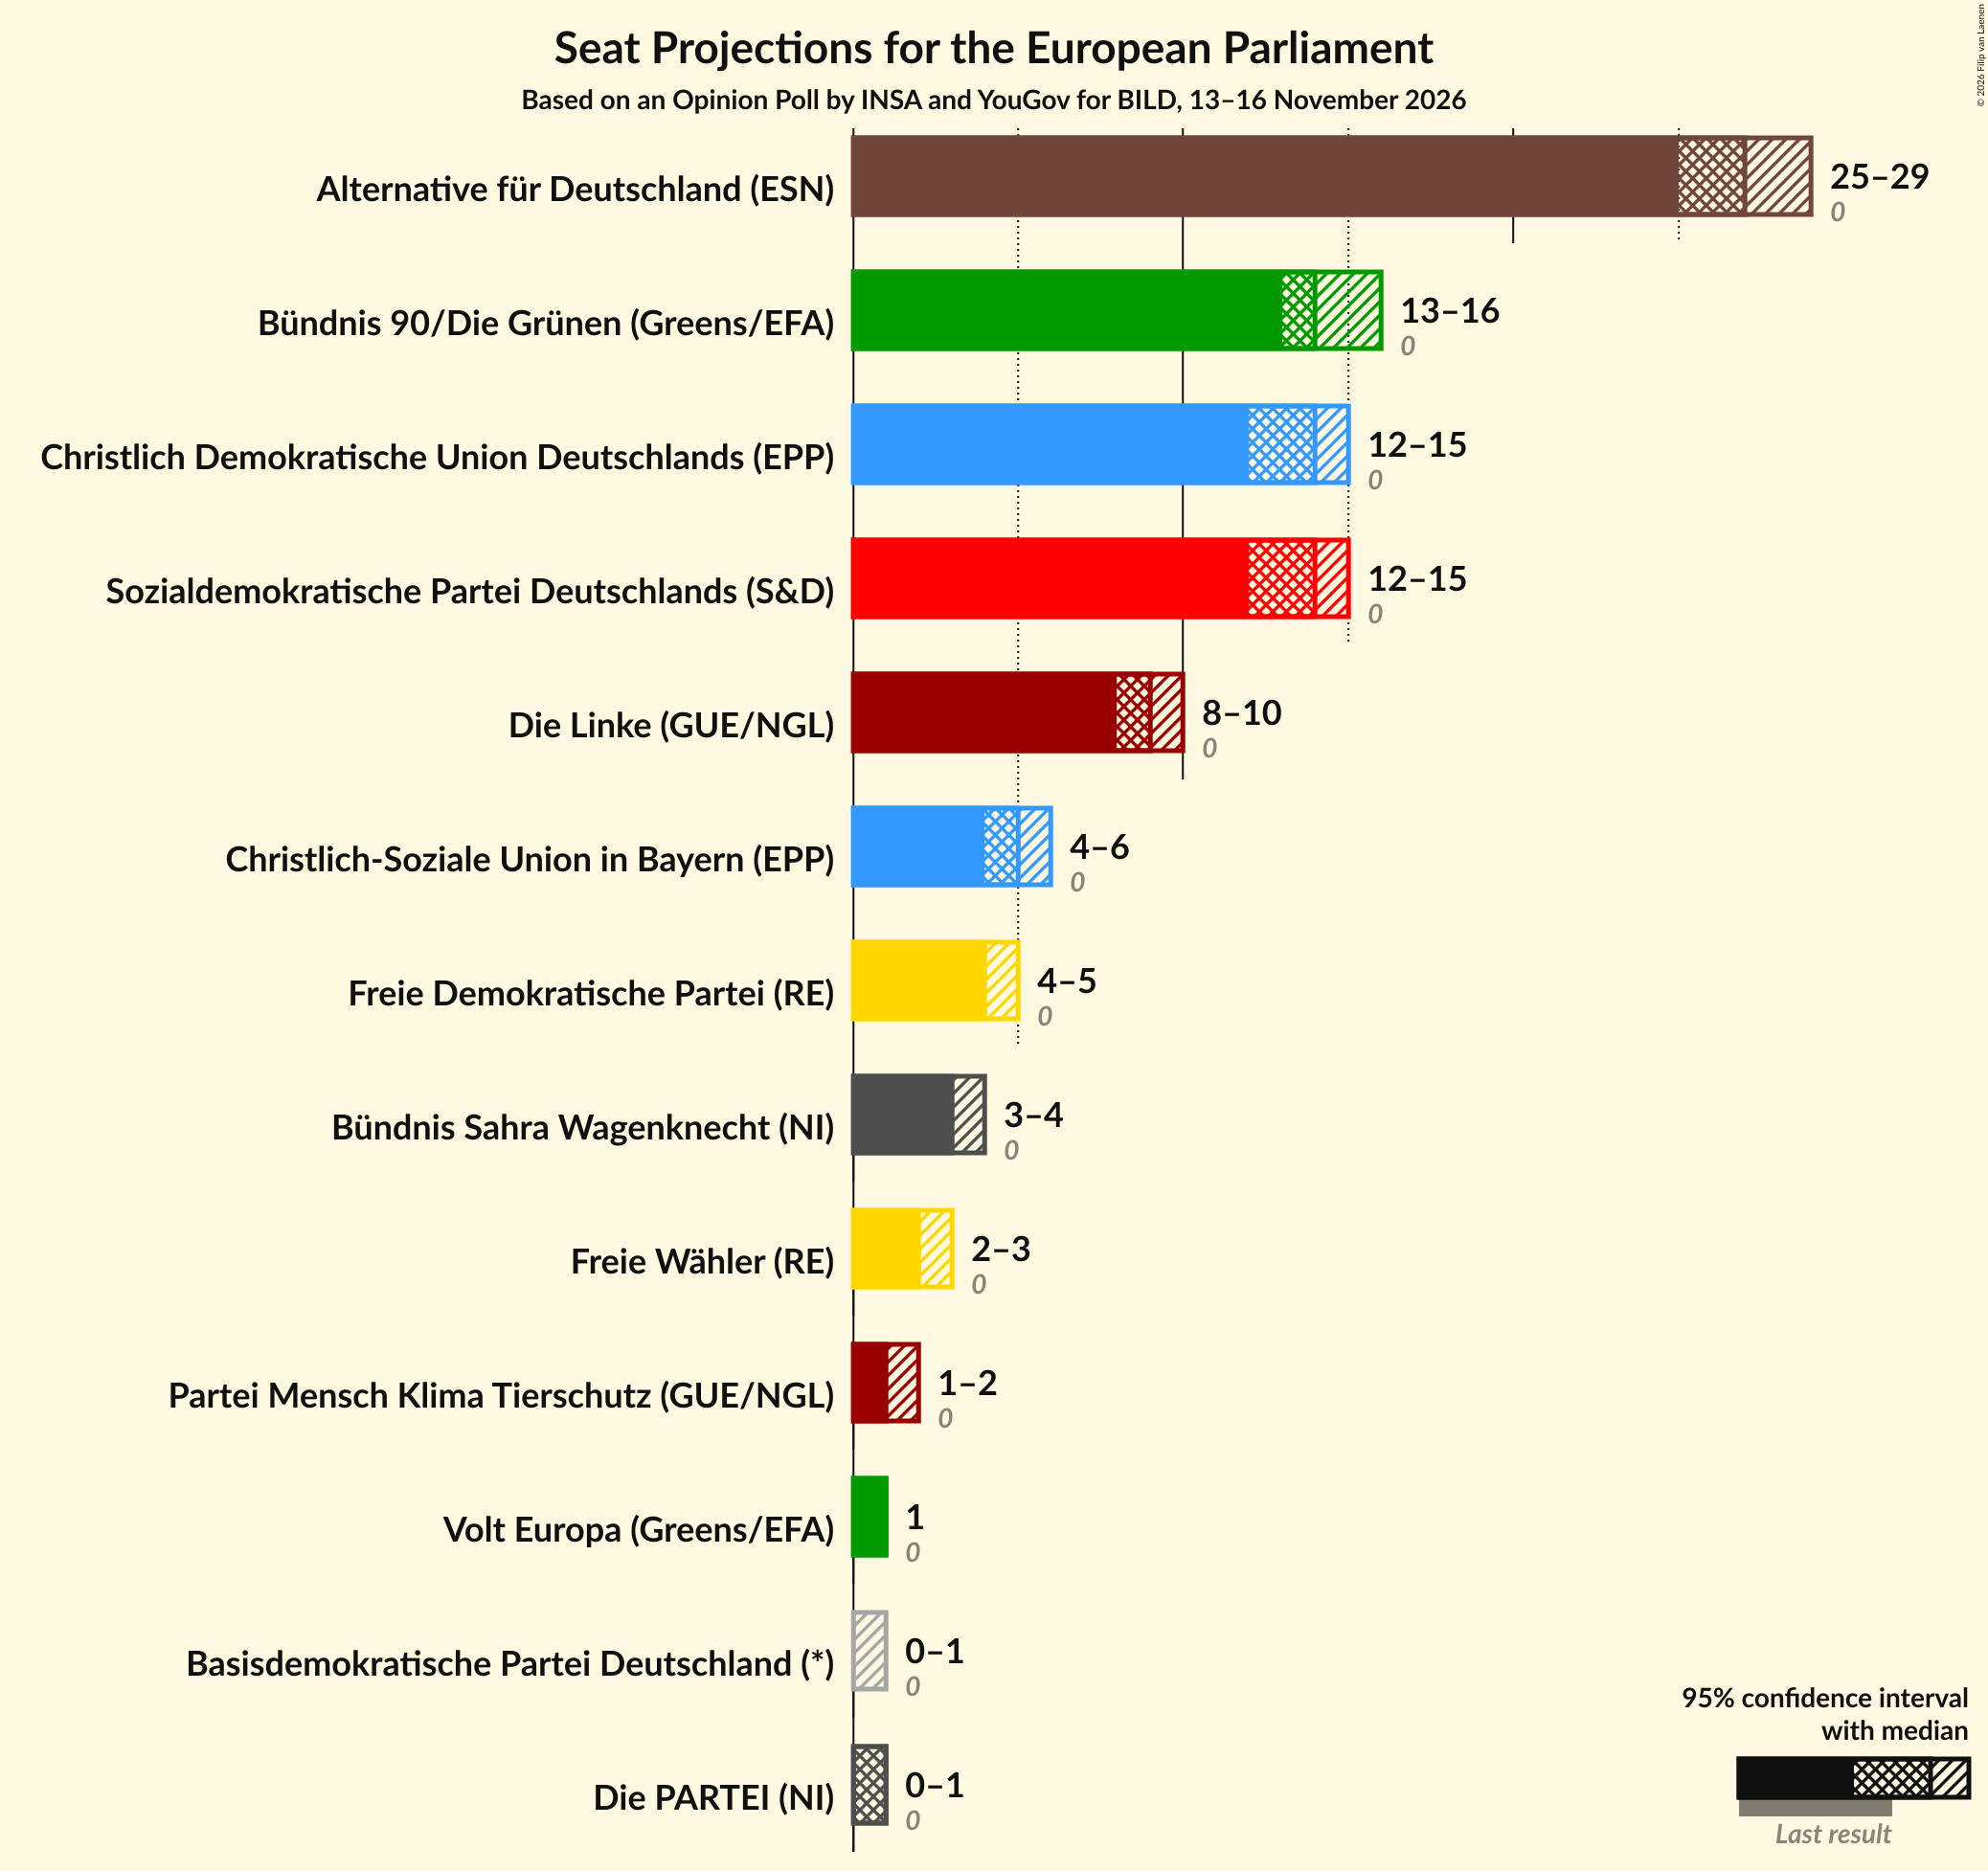 Seat Projections for the European Parliament
Based on an Opinion Poll by INSA and YouGov for BILD, 13–16 November 2026
© 2026 Filip van Laenen
Alternative für Deutschland (ESN)
25–29
0
Bündnis 90/Die Grünen (Greens/EFA)
13–16
0
Christlich Demokratische Union Deutschlands (EPP)
12–15
0
Sozialdemokratische Partei Deutschlands (S&D)
12–15
0
Die Linke (GUE/NGL)
8–10
0
Christlich-Soziale Union in Bayern (EPP)
4–6
0
Freie Demokratische Partei (RE)
4–5
0
Bündnis Sahra Wagenknecht (NI)
3–4
0
Freie Wähler (RE)
2–3
0
Partei Mensch Klima Tierschutz (GUE/NGL)
1–2
0
Volt Europa (Greens/EFA)
1
0
Basisdemokratische Partei Deutschland (*)
0–1
0
Die PARTEI (NI)
0–1
0
95% confidence interval
with median
Last result